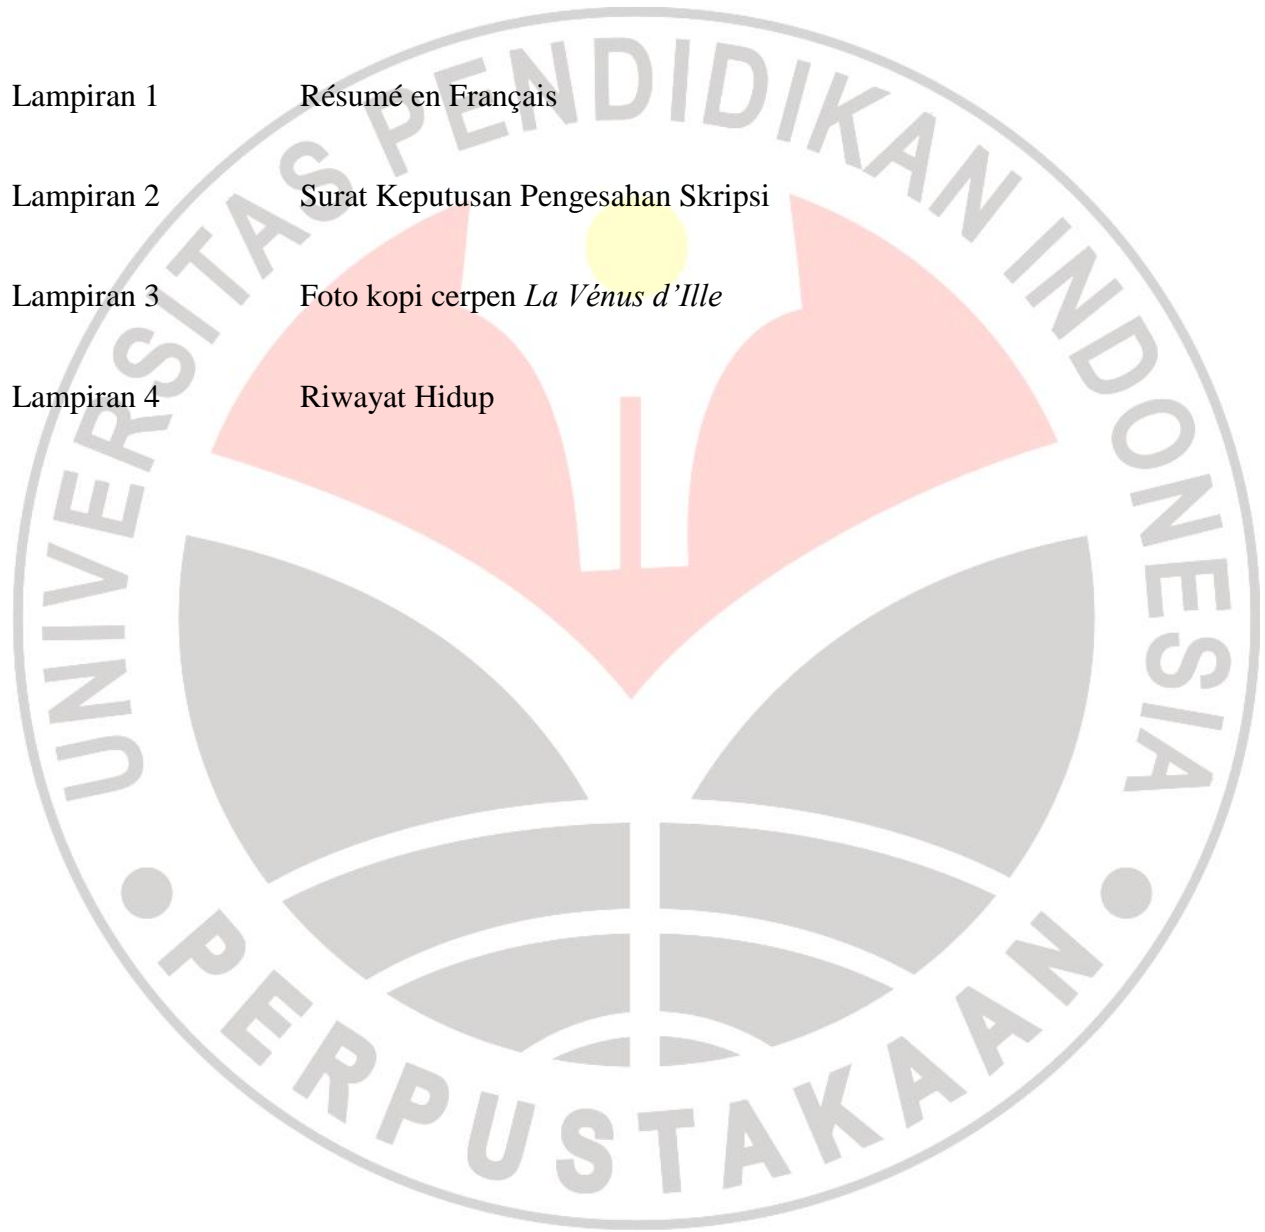 Lampiran 1 Résumé en Français
Lampiran 2 Surat Keputusan Pengesahan Skripsi
Lampiran 3 Foto kopi cerpen La Vénus d’Ille
Lampiran 4 Riwayat Hidup
UNIVERSITAS PENDIDIKAN INDONESIA
PERPUSTAKAAN